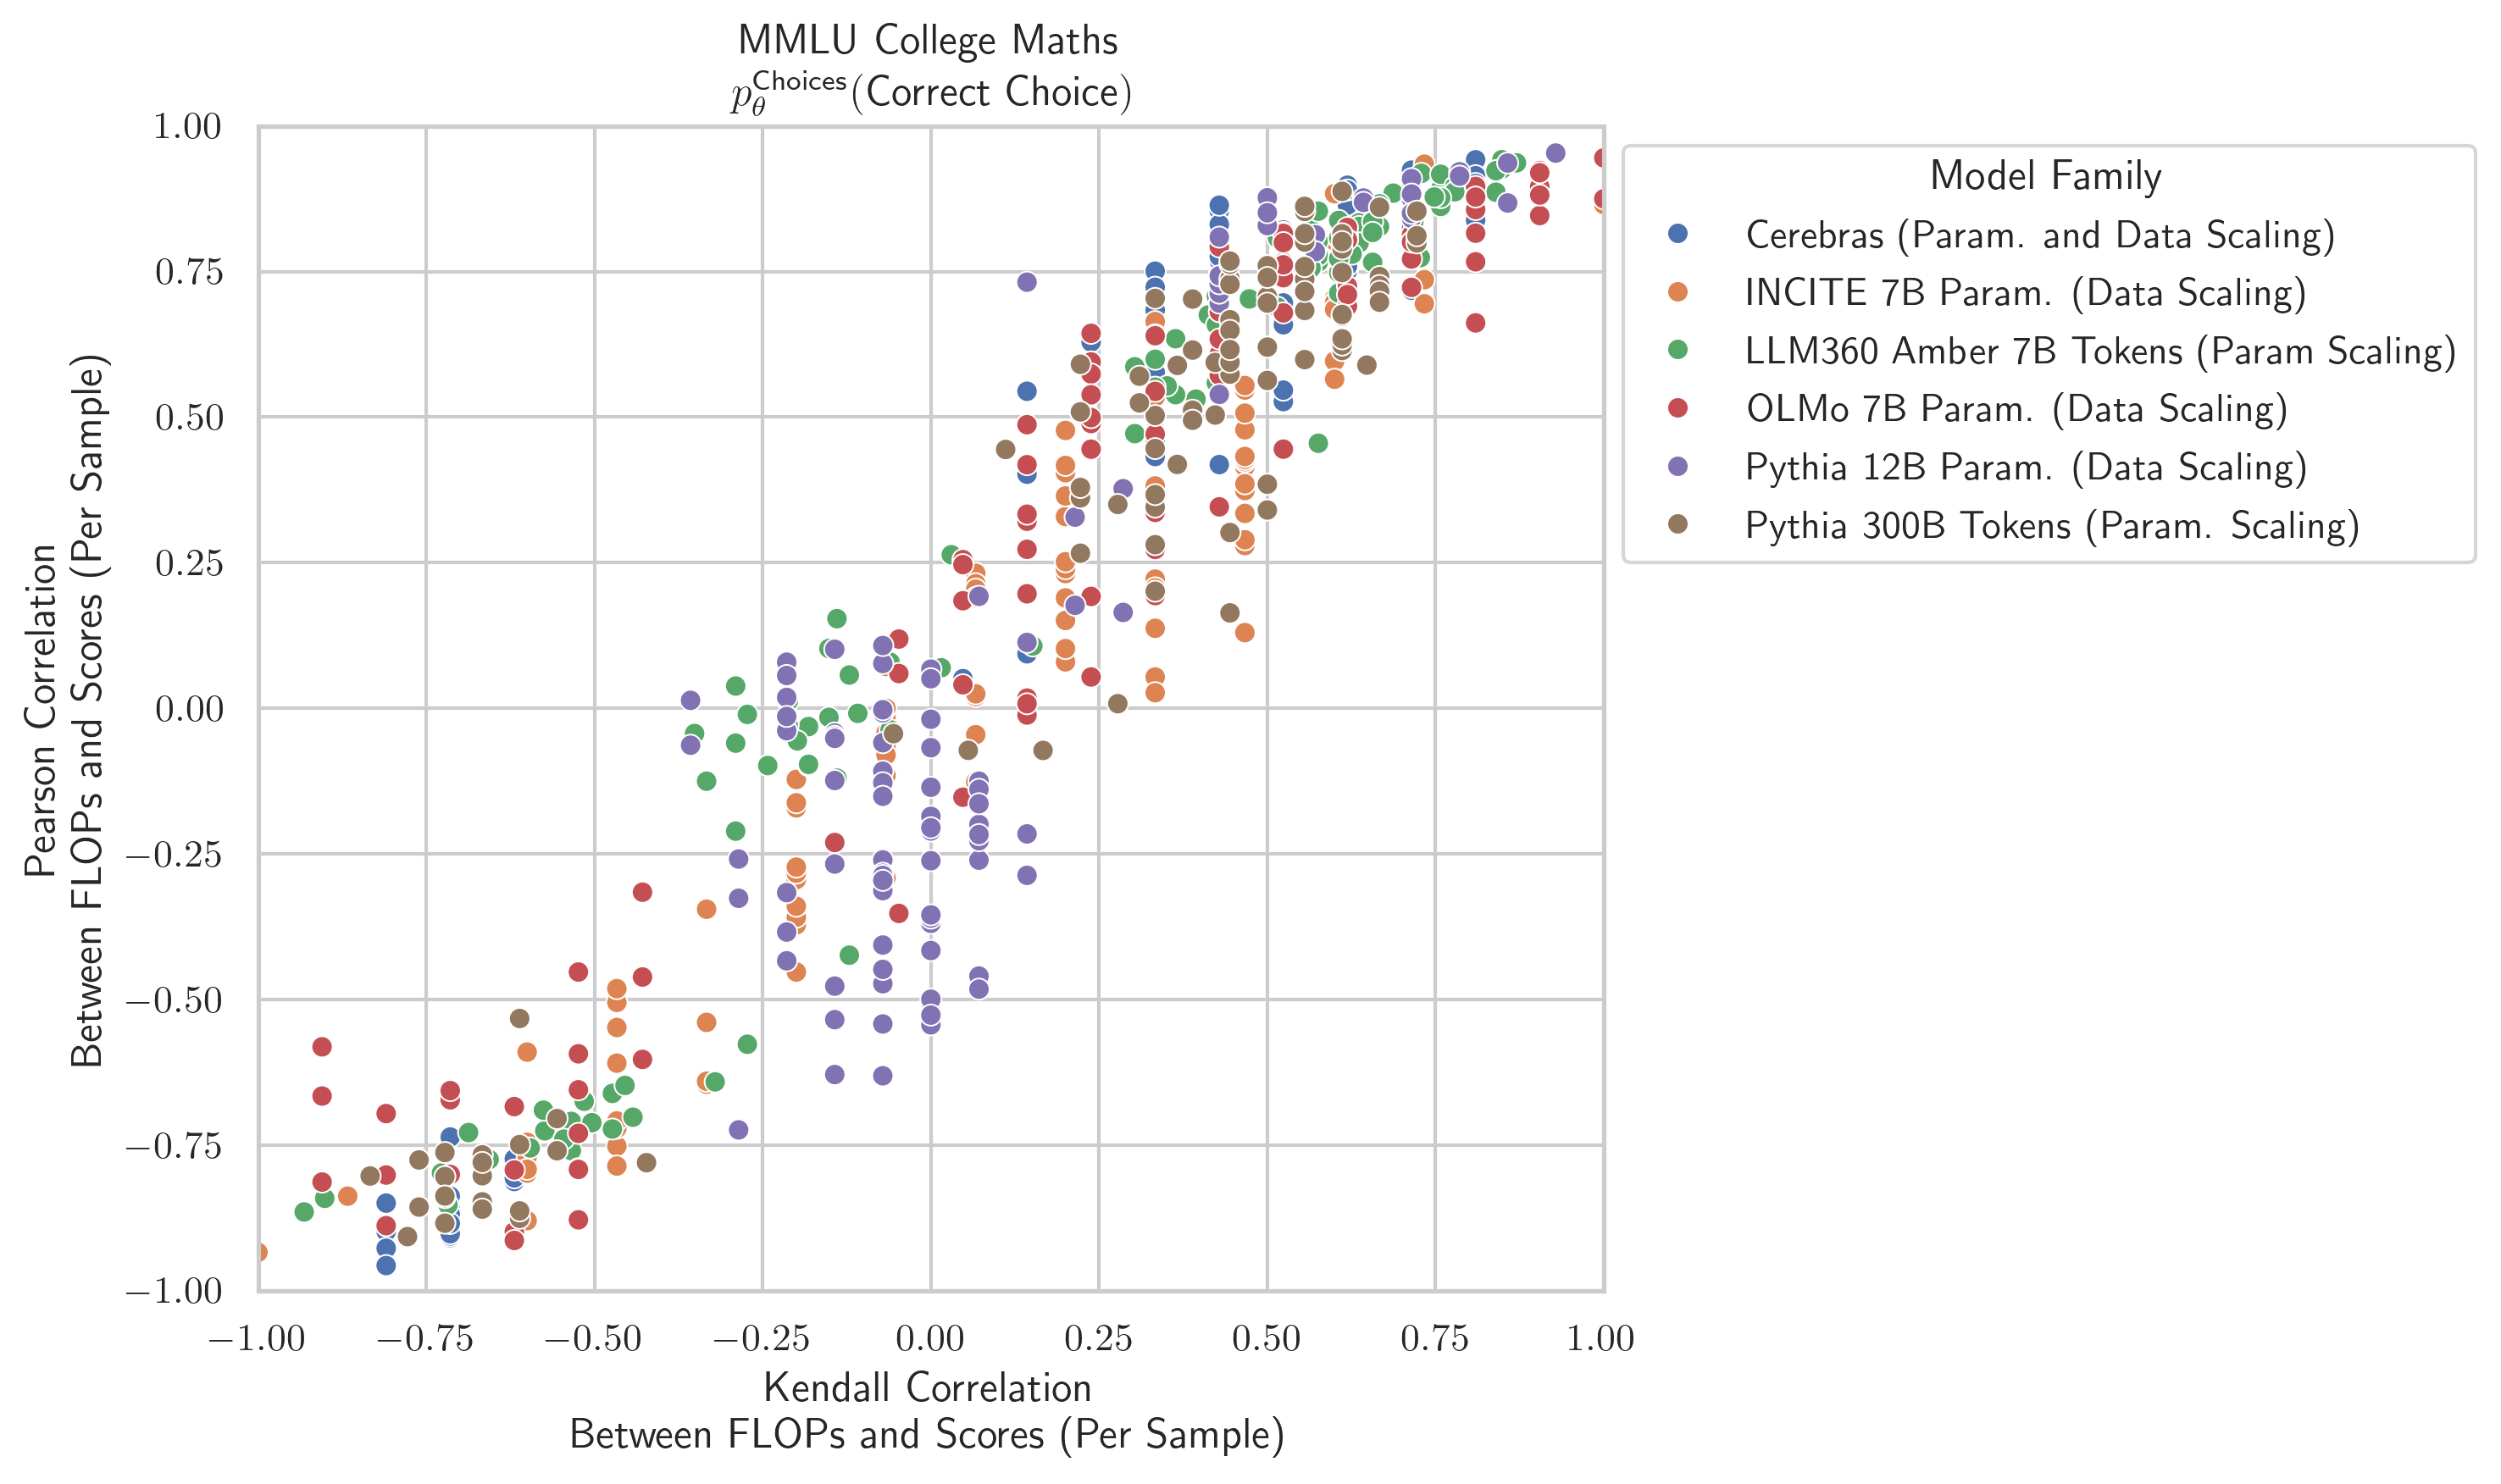 MMLU College Maths
p_θ^Choices(Correct Choice)
1.00
0.75
0.50
0.25
0.00
−0.25
−0.50
−0.75
−1.00
Pearson Correlation
Between FLOPs and Scores (Per Sample)
−1.00 −0.75 −0.50 −0.25 0.00 0.25 0.50 0.75 1.00
Kendall Correlation
Between FLOPs and Scores (Per Sample)
Model Family
Cerebras (Param. and Data Scaling)
INCITE 7B Param. (Data Scaling)
LLM360 Amber 7B Tokens (Param Scaling)
OLMo 7B Param. (Data Scaling)
Pythia 12B Param. (Data Scaling)
Pythia 300B Tokens (Param. Scaling)